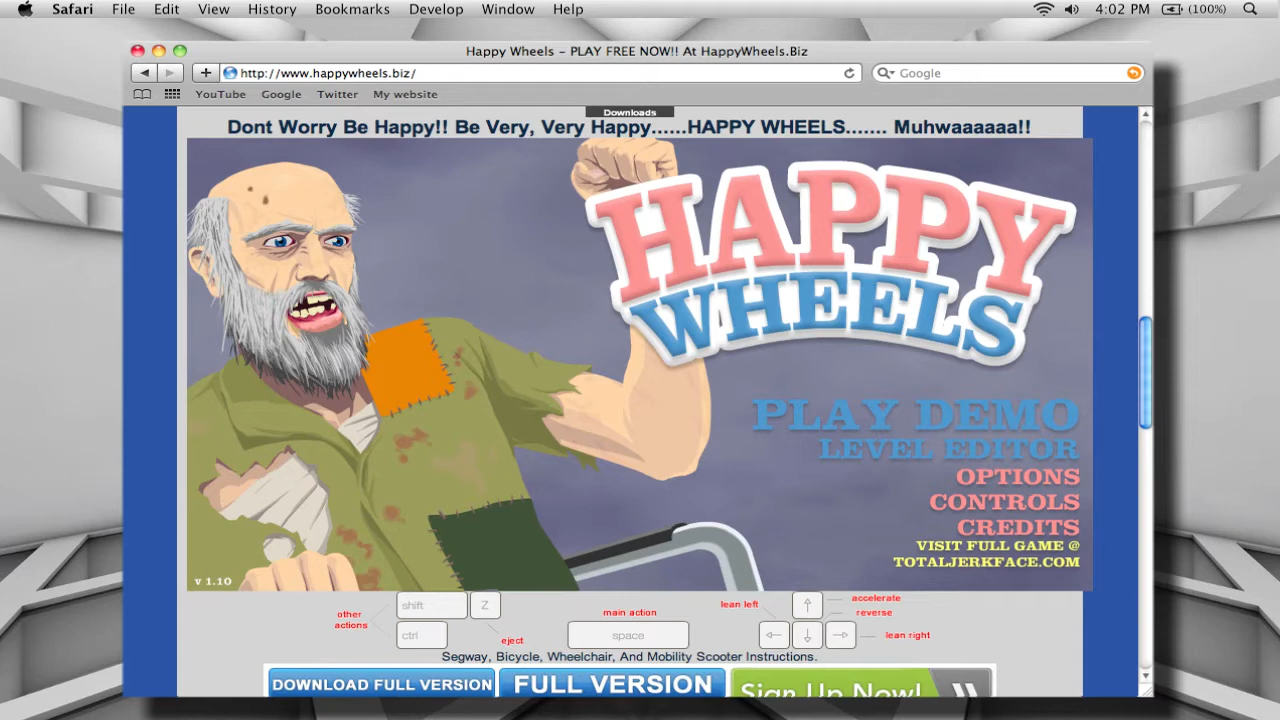 Safari File Edit View History Bookmarks Develop Window Help 4:02 PM (100%)
Happy Wheels – PLAY FREE NOW!! At HappyWheels.Biz
http://www.happywheels.biz/ Google
YouTube Google Twitter My website
Downloads
Dont Worry Be Happy!! Be Very, Very Happy......HAPPY WHEELS....... Muhwaaaaaa!!
HAPPY
WHEELS
PLAY DEMO
LEVEL EDITOR
OPTIONS
CONTROLS
CREDITS
VISIT FULL GAME @
TOTALJERKFACE.COM
v 1.10
other
actions
shift
Z
ctrl
eject
main action
space
lean left
accelerate
reverse
lean right
Segway, Bicycle, Wheelchair, And Mobility Scooter Instructions.
DOWNLOAD FULL VERSION
FULL VERSION
Sign Up Now!